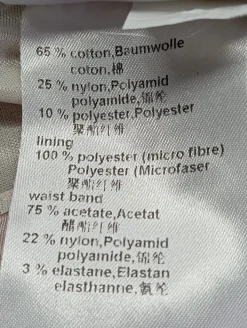 65 % cotton,Baumwolle
coton,棉
25 % nylon,Polyamid
polyamide,锦纶
10 % polyester,Polyester
聚酯纤维
lining
100 % polyester (micro fibre)
Polyester (Microfaser
聚酯纤维
waist band
75 % acetate,Acetat
醋酯纤维
22 % nylon,Polyamid
polyamide,锦纶
3 % elastane,Elastan
elasthanne,氨纶